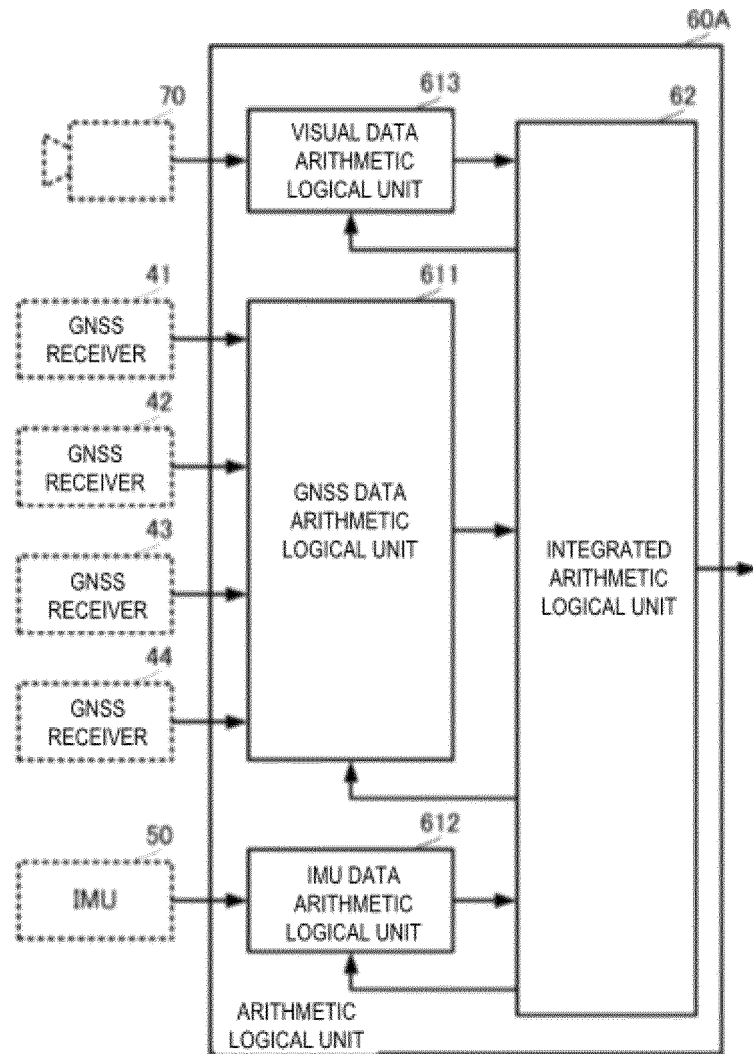 60A
70
613
62
VISUAL DATA
ARITHMETIC
LOGICAL UNIT
41
GNSS
RECEIVER
611
42
GNSS
RECEIVER
GNSS DATA
ARITHMETIC
LOGICAL UNIT
43
GNSS
RECEIVER
INTEGRATED
ARITHMETIC
LOGICAL UNIT
44
GNSS
RECEIVER
50
IMU
612
IMU DATA
ARITHMETIC
LOGICAL UNIT
ARITHMETIC
LOGICAL UNIT